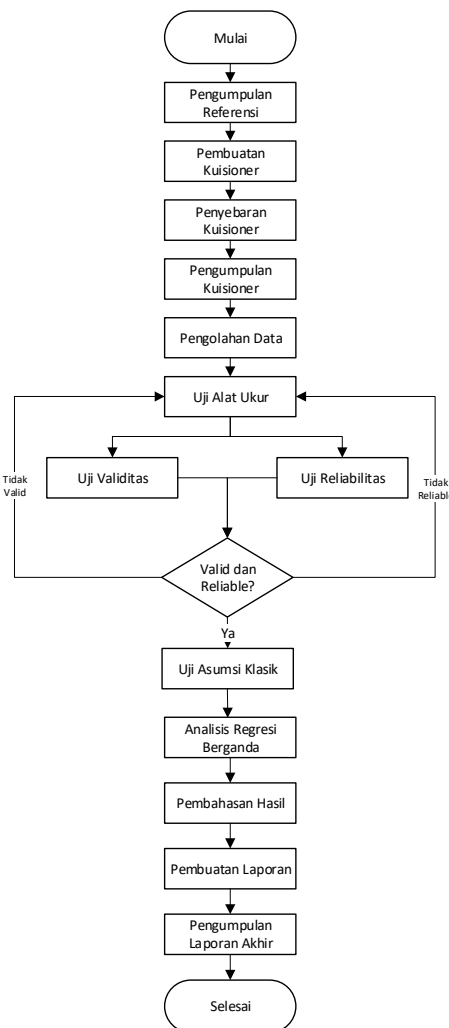 Mulai
Pengumpulan
Referensi
Pembuatan
Kuisioner
Penyebaran
Kuisioner
Pengumpulan
Kuisioner
Pengolahan Data
Uji Alat Ukur
Uji Validitas
Uji Reliabilitas
Tidak
Valid
Tidak
Reliable
Valid dan
Reliable?
Ya
Uji Asumsi Klasik
Analisis Regresi
Berganda
Pembahasan Hasil
Pembuatan Laporan
Pengumpulan
Laporan Akhir
Selesai